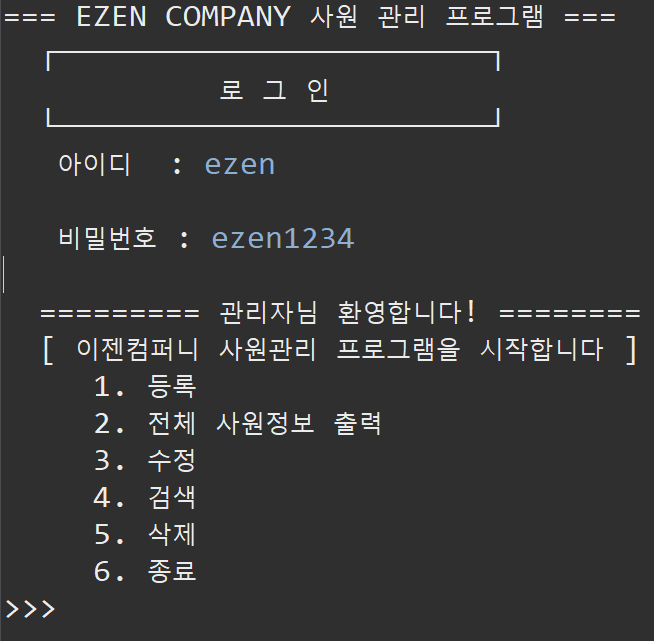 === EZEN COMPANY 사원 관리 프로그램 ===
로 그 인
아이디 : ezen
비밀번호 : ezen1234
========= 관리자님 환영합니다! ========
[ 이젠컴퍼니 사원관리 프로그램을 시작합니다 ]
1. 등록
2. 전체 사원정보 출력
3. 수정
4. 검색
5. 삭제
6. 종료
>>>